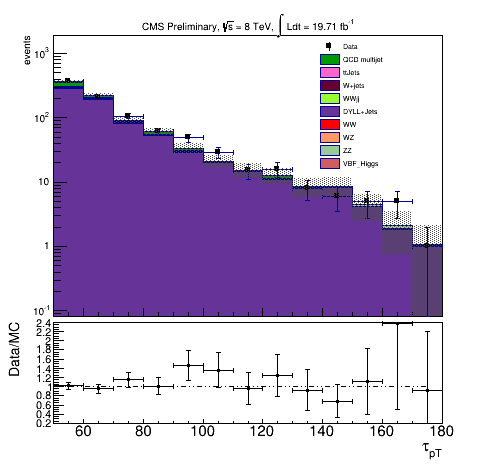 CMS Preliminary, √s = 8 TeV, ∫ Ldt = 19.71 fb⁻¹
events
10³
10²
10
1
10⁻¹
Data
QCD multijet
ttJets
W+jets
WWjj
DYLL+Jets
WW
WZ
ZZ
VBF_Higgs
Data/MC
2.4
2.2
2
1.8
1.6
1.4
1.2
1
0.8
0.6
0.4
0.2
60 80 100 120 140 160 180
τpT